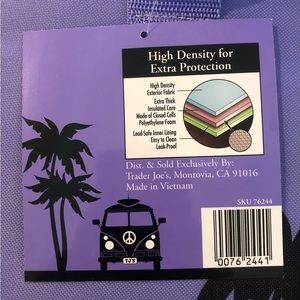 High Density for
Extra Protection
High Density
Exterior Fabric
Extra Thick
Insulated Core
Made of Closed Cells
Polyethylene Foam
Lead-Safe Inner Lining
Easy to Clean
Leak-Proof
Dist. & Sold Exclusively By:
Trader Joe's, Monrovia, CA 91016
Made in Vietnam
SKU 76244
0076 2441
TJ'S